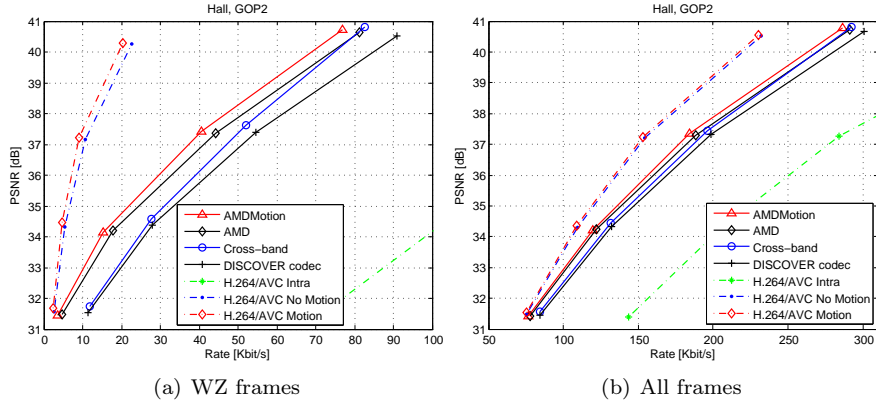 Hall, GOP2
41
40
39
38
37
36
35
34
33
32
31
PSNR [dB]
0 10 20 30 40 50 60 70 80 90 100
Rate [Kbit/s]
AMDMotion
AMD
Cross-band
DISCOVER codec
H.264/AVC Intra
H.264/AVC No Motion
H.264/AVC Motion
(a) WZ frames
Hall, GOP2
41
40
39
38
37
36
35
34
33
32
31
PSNR [dB]
50 100 150 200 250 300
Rate [Kbit/s]
AMDMotion
AMD
Cross-band
DISCOVER codec
H.264/AVC Intra
H.264/AVC No Motion
H.264/AVC Motion
(b) All frames